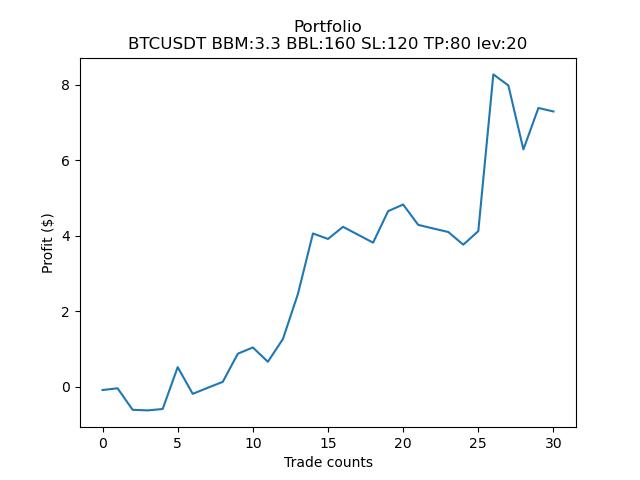 Portfolio
BTCUSDT BBM:3.3 BBL:160 SL:120 TP:80 lev:20
Profit ($)
8
6
4
2
0
0 5 10 15 20 25 30
Trade counts